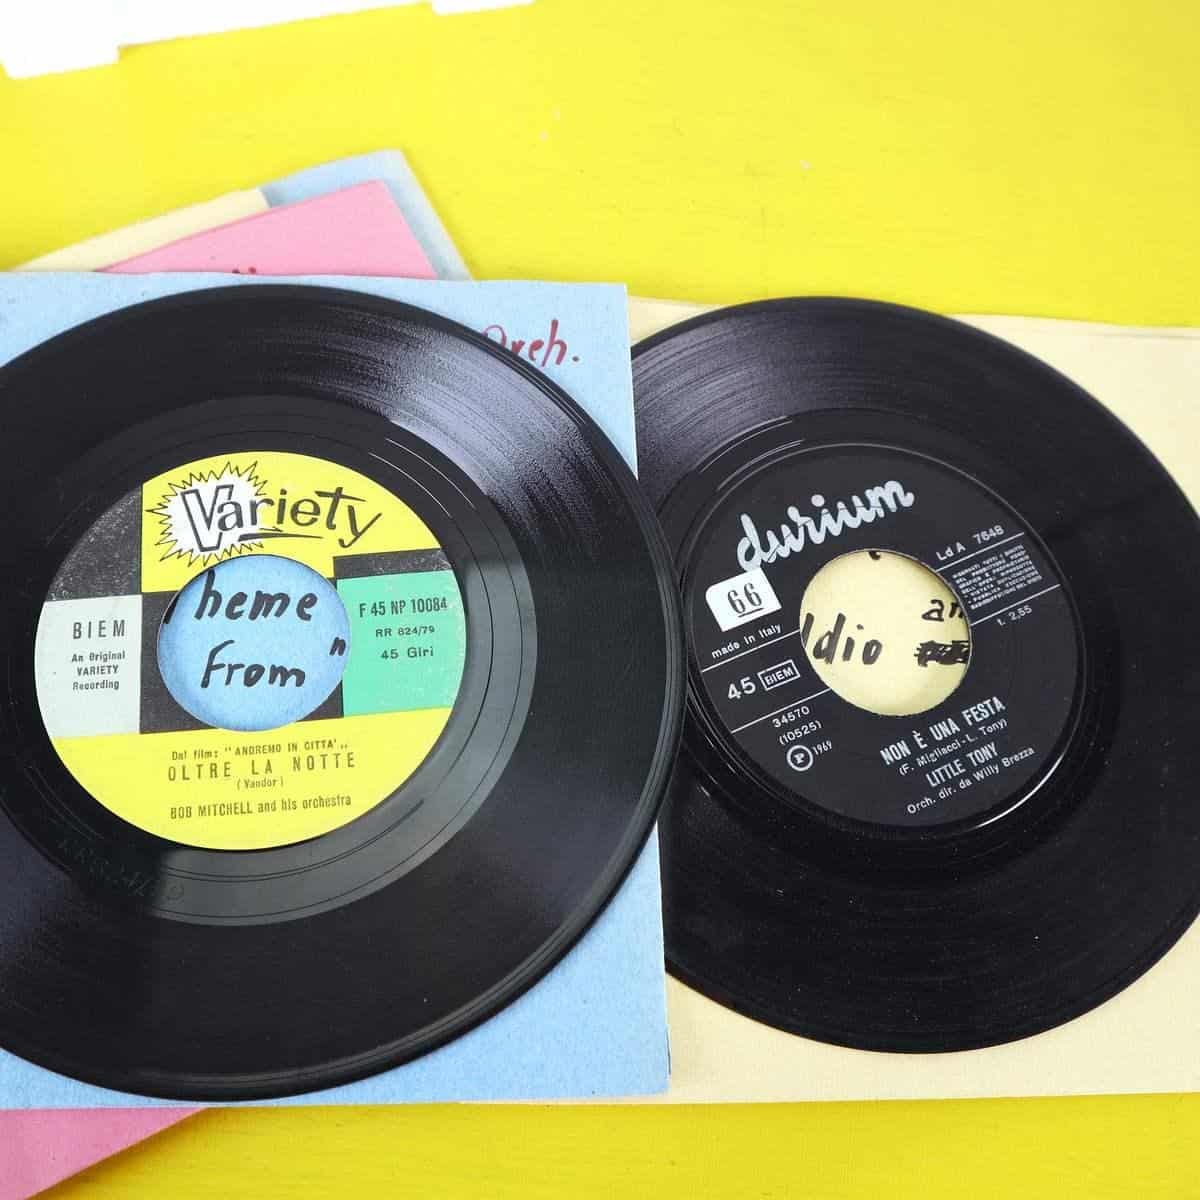 Orch.
Variety
BIEM
An Original
VARIETY
Recording
F 45 NP 10084
RR 624/79
45 Giri
heme
From "
Dal film: "ANDREMO IN CITTA',,
OLTRE LA NOTTE
(Vandor)
BOB MITCHELL and his orchestra
durium
66
made in Italy
45 BIEM
34570
(10525)
P 1969
Ld A 7648
t. 2,55
an
ldio
NON È UNA FESTA
(F. Migliacci-L. Tony)
LITTLE TONY
Orch. dir. da Willy Brezza